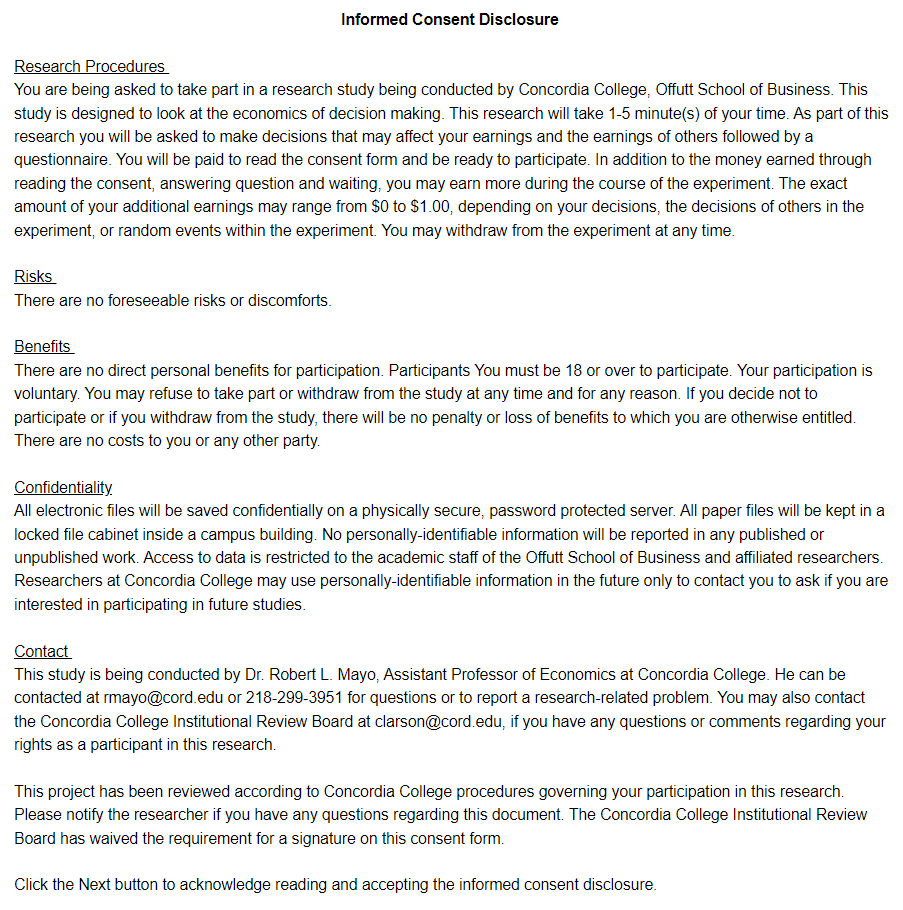 Informed Consent Disclosure
Research Procedures
You are being asked to take part in a research study being conducted by Concordia College, Offutt School of Business. This
study is designed to look at the economics of decision making. This research will take 1-5 minute(s) of your time. As part of this
research you will be asked to make decisions that may affect your earnings and the earnings of others followed by a
questionnaire. You will be paid to read the consent form and be ready to participate. In addition to the money earned through
reading the consent, answering question and waiting, you may earn more during the course of the experiment. The exact
amount of your additional earnings may range from $0 to $1.00, depending on your decisions, the decisions of others in the
experiment, or random events within the experiment. You may withdraw from the experiment at any time.
Risks
There are no foreseeable risks or discomforts.
Benefits
There are no direct personal benefits for participation. Participants You must be 18 or over to participate. Your participation is
voluntary. You may refuse to take part or withdraw from the study at any time and for any reason. If you decide not to
participate or if you withdraw from the study, there will be no penalty or loss of benefits to which you are otherwise entitled.
There are no costs to you or any other party.
Confidentiality
All electronic files will be saved confidentially on a physically secure, password protected server. All paper files will be kept in a
locked file cabinet inside a campus building. No personally-identifiable information will be reported in any published or
unpublished work. Access to data is restricted to the academic staff of the Offutt School of Business and affiliated researchers.
Researchers at Concordia College may use personally-identifiable information in the future only to contact you to ask if you are
interested in participating in future studies.
Contact
This study is being conducted by Dr. Robert L. Mayo, Assistant Professor of Economics at Concordia College. He can be
contacted at rmayo@cord.edu or 218-299-3951 for questions or to report a research-related problem. You may also contact
the Concordia College Institutional Review Board at clarson@cord.edu, if you have any questions or comments regarding your
rights as a participant in this research.
This project has been reviewed according to Concordia College procedures governing your participation in this research.
Please notify the researcher if you have any questions regarding this document. The Concordia College Institutional Review
Board has waived the requirement for a signature on this consent form.
Click the Next button to acknowledge reading and accepting the informed consent disclosure.